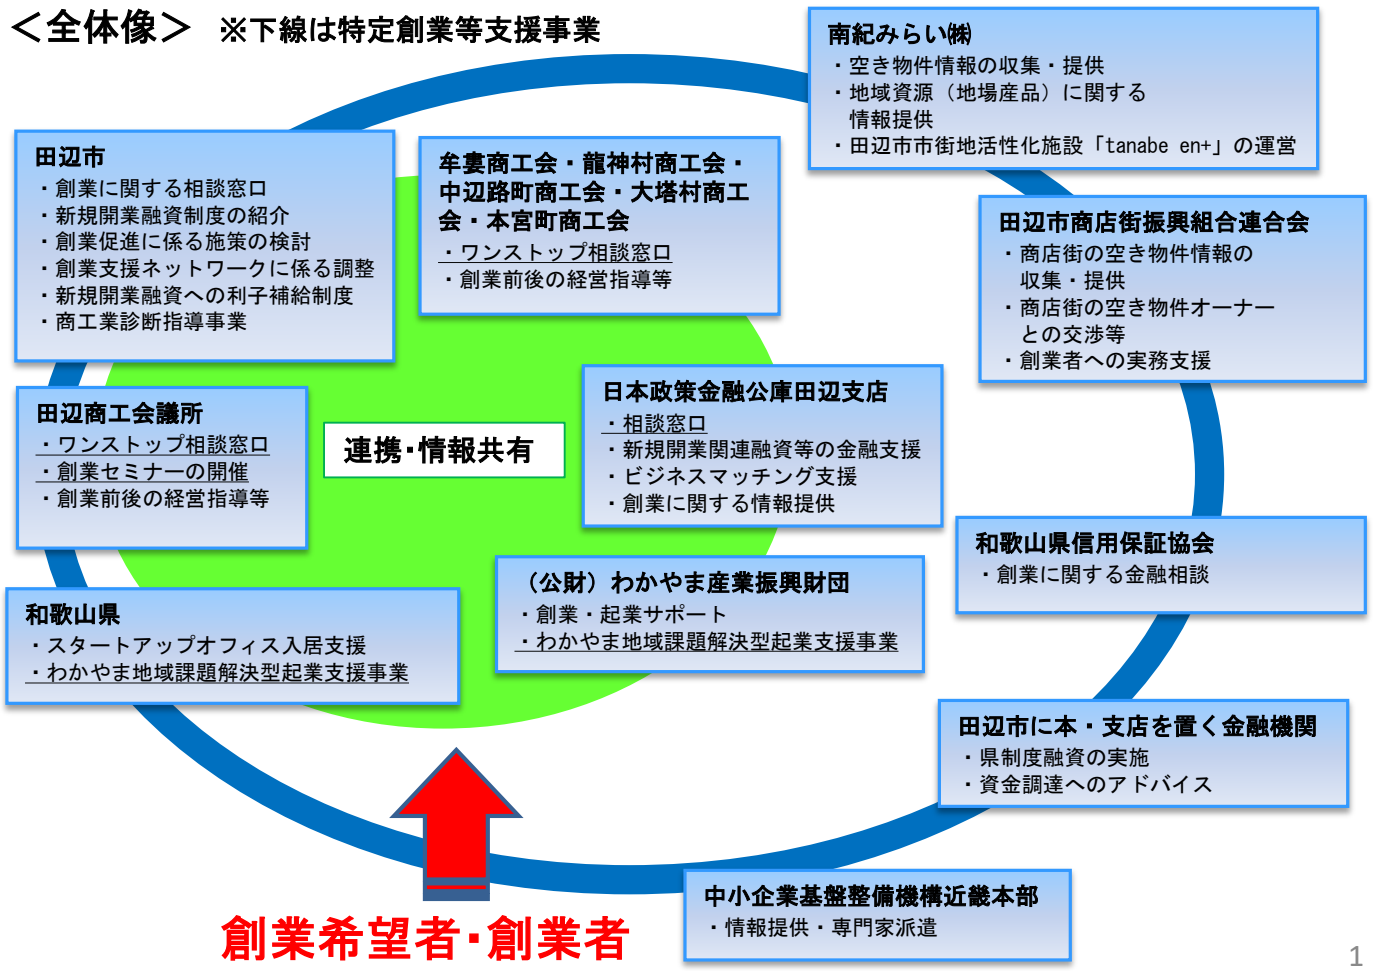 ＜全体像＞　※下線は特定創業等支援事業
南紀みらい㈱
・空き物件情報の収集・提供
・地域資源（地場産品）に関する
情報提供
・田辺市市街地活性化施設「tanabe en+」の運営
田辺市
・創業に関する相談窓口
・新規開業融資制度の紹介
・創業促進に係る施策の検討
・創業支援ネットワークに係る調整
・新規開業融資への利子補給制度
・商工業診断指導事業
牟婁商工会・龍神村商工会・
中辺路町商工会・大塔村商工
会・本宮町商工会
・ワンストップ相談窓口
・創業前後の経営指導等
田辺市商店街振興組合連合会
・商店街の空き物件情報の
収集・提供
・商店街の空き物件オーナー
との交渉等
・創業者への実務支援
田辺商工会議所
・ワンストップ相談窓口
・創業セミナーの開催
・創業前後の経営指導等
連携・情報共有
日本政策金融公庫田辺支店
・相談窓口
・新規開業関連融資等の金融支援
・ビジネスマッチング支援
・創業に関する情報提供
和歌山県信用保証協会
・創業に関する金融相談
（公財）わかやま産業振興財団
・創業・起業サポート
・わかやま地域課題解決型起業支援事業
和歌山県
・スタートアップオフィス入居支援
・わかやま地域課題解決型起業支援事業
田辺市に本・支店を置く金融機関
・県制度融資の実施
・資金調達へのアドバイス
中小企業基盤整備機構近畿本部
・情報提供・専門家派遣
創業希望者・創業者
1